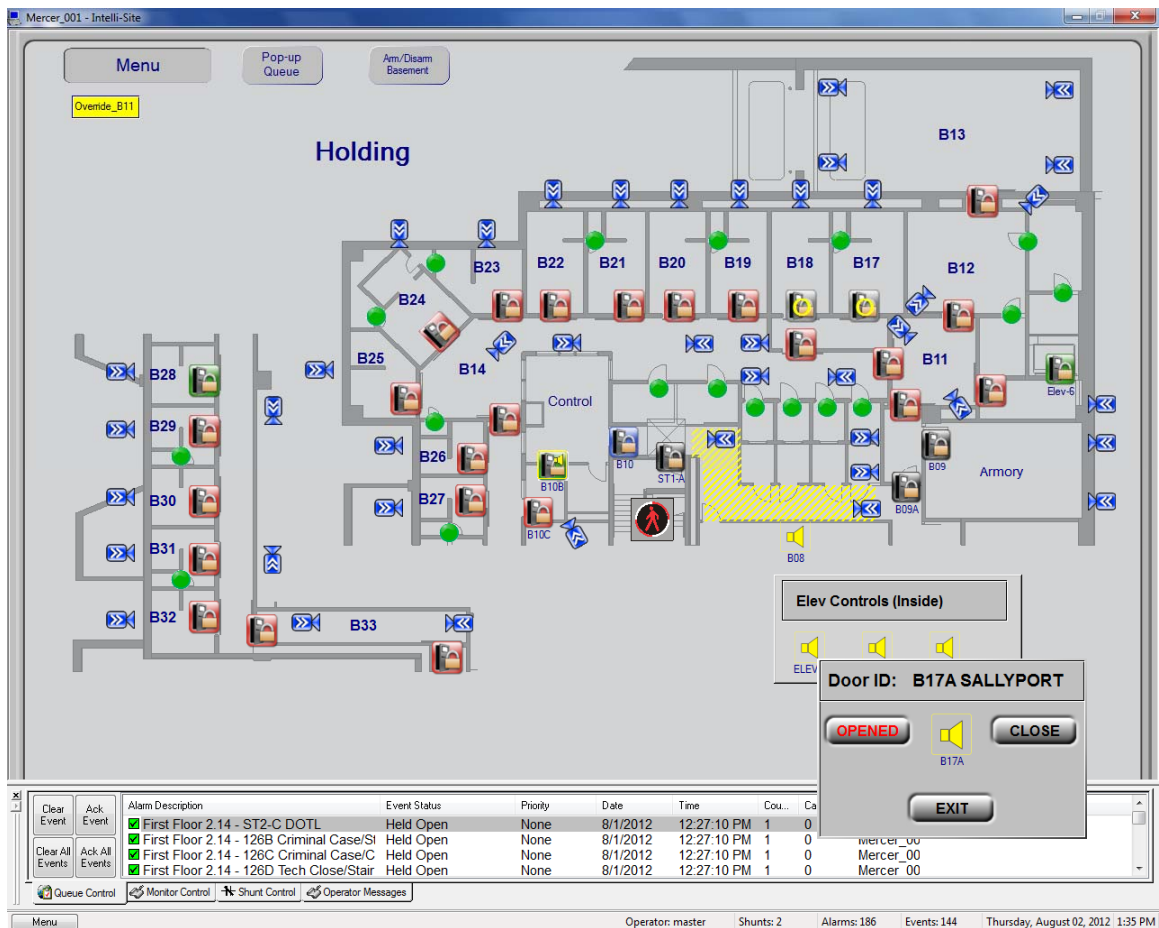 Mercer_001 - Intelli-Site
Menu
Pop-up
Queue
Arm/Disarm
Basement
Override_B11
Holding
B13
B23
B22
B21
B20
B19
B18
B17
B12
B24
B25
B14
B11
B28
Control
Elev-6
B29
B26
B10
ST1-A
B09
Armory
B10B
B30
B27
B09A
B10C
B31
B08
B32
B33
Elev Controls (Inside)
ELEV
Door ID: B17A SALLYPORT
OPENED
CLOSE
B17A
EXIT
Clear
Event
Ack
Event
Clear All
Events
Ack All
Events
Alarm Description Event Status Priority Date Time Cou... Ca
First Floor 2.14 - ST2-C DOTL Held Open None 8/1/2012 12:27:10 PM 1 0
First Floor 2.14 - 126B Criminal Case/St Held Open None 8/1/2012 12:27:10 PM 1 0 Mercer_00
First Floor 2.14 - 126C Criminal Case/C Held Open None 8/1/2012 12:27:10 PM 1 0 Mercer_00
First Floor 2.14 - 126D Tech Close/Stair Held Open None 8/1/2012 12:27:10 PM 1 0 Mercer_00
Queue Control Monitor Control Shunt Control Operator Messages
Menu Operator: master Shunts: 2 Alarms: 186 Events: 144 Thursday, August 02, 2012 1:35 PM